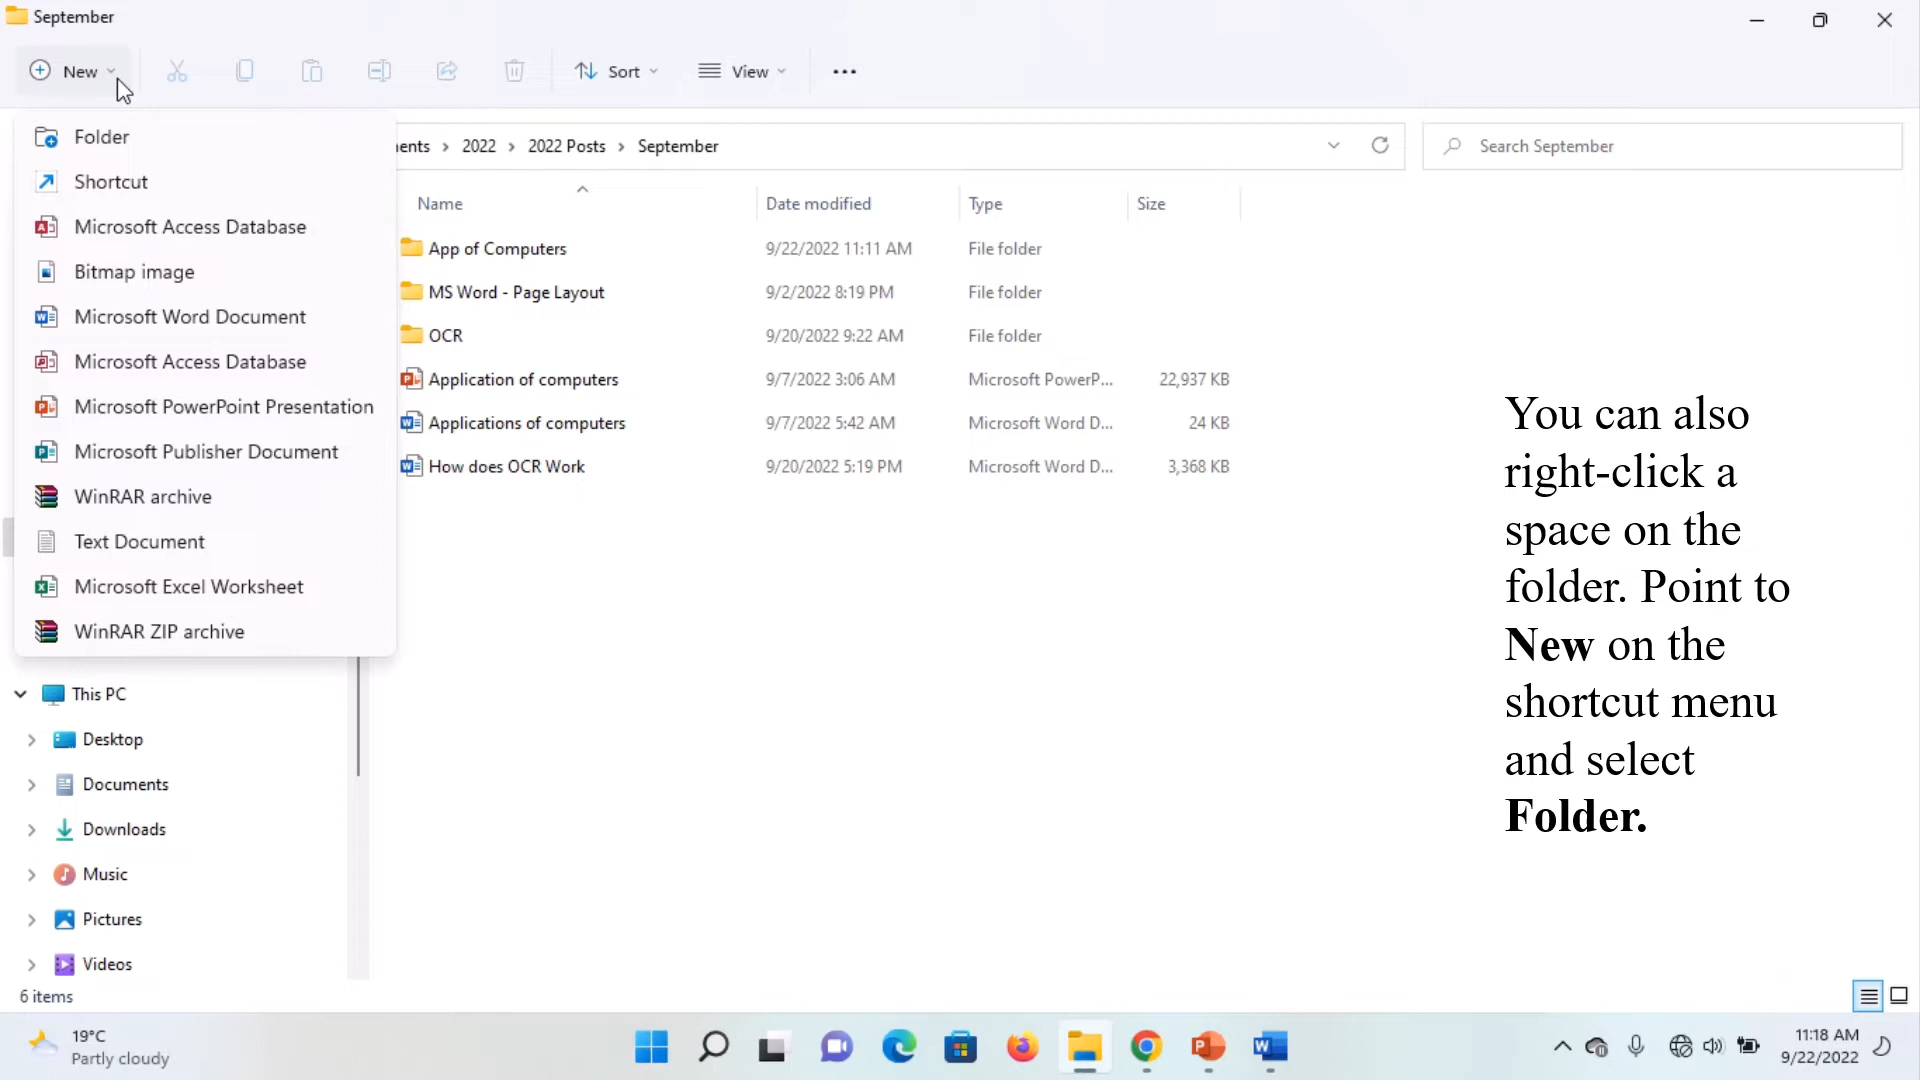 September
New
Sort
View
Folder
Shortcut
Microsoft Access Database
Bitmap image
Microsoft Word Document
Microsoft Access Database
Microsoft PowerPoint Presentation
Microsoft Publisher Document
WinRAR archive
Text Document
Microsoft Excel Worksheet
WinRAR ZIP archive
ents > 2022 > 2022 Posts > September
Search September
Name Date modified Type Size
App of Computers 9/22/2022 11:11 AM File folder
MS Word - Page Layout 9/2/2022 8:19 PM File folder
OCR 9/20/2022 9:22 AM File folder
Application of computers 9/7/2022 3:06 AM Microsoft PowerP... 22,937 KB
Applications of computers 9/7/2022 5:42 AM Microsoft Word D... 24 KB
How does OCR Work 9/20/2022 5:19 PM Microsoft Word D... 3,368 KB
You can also
right-click a
space on the
folder. Point to
New on the
shortcut menu
and select
Folder.
This PC
Desktop
Documents
Downloads
Music
Pictures
Videos
6 items
19°C
Partly cloudy
11:18 AM
9/22/2022